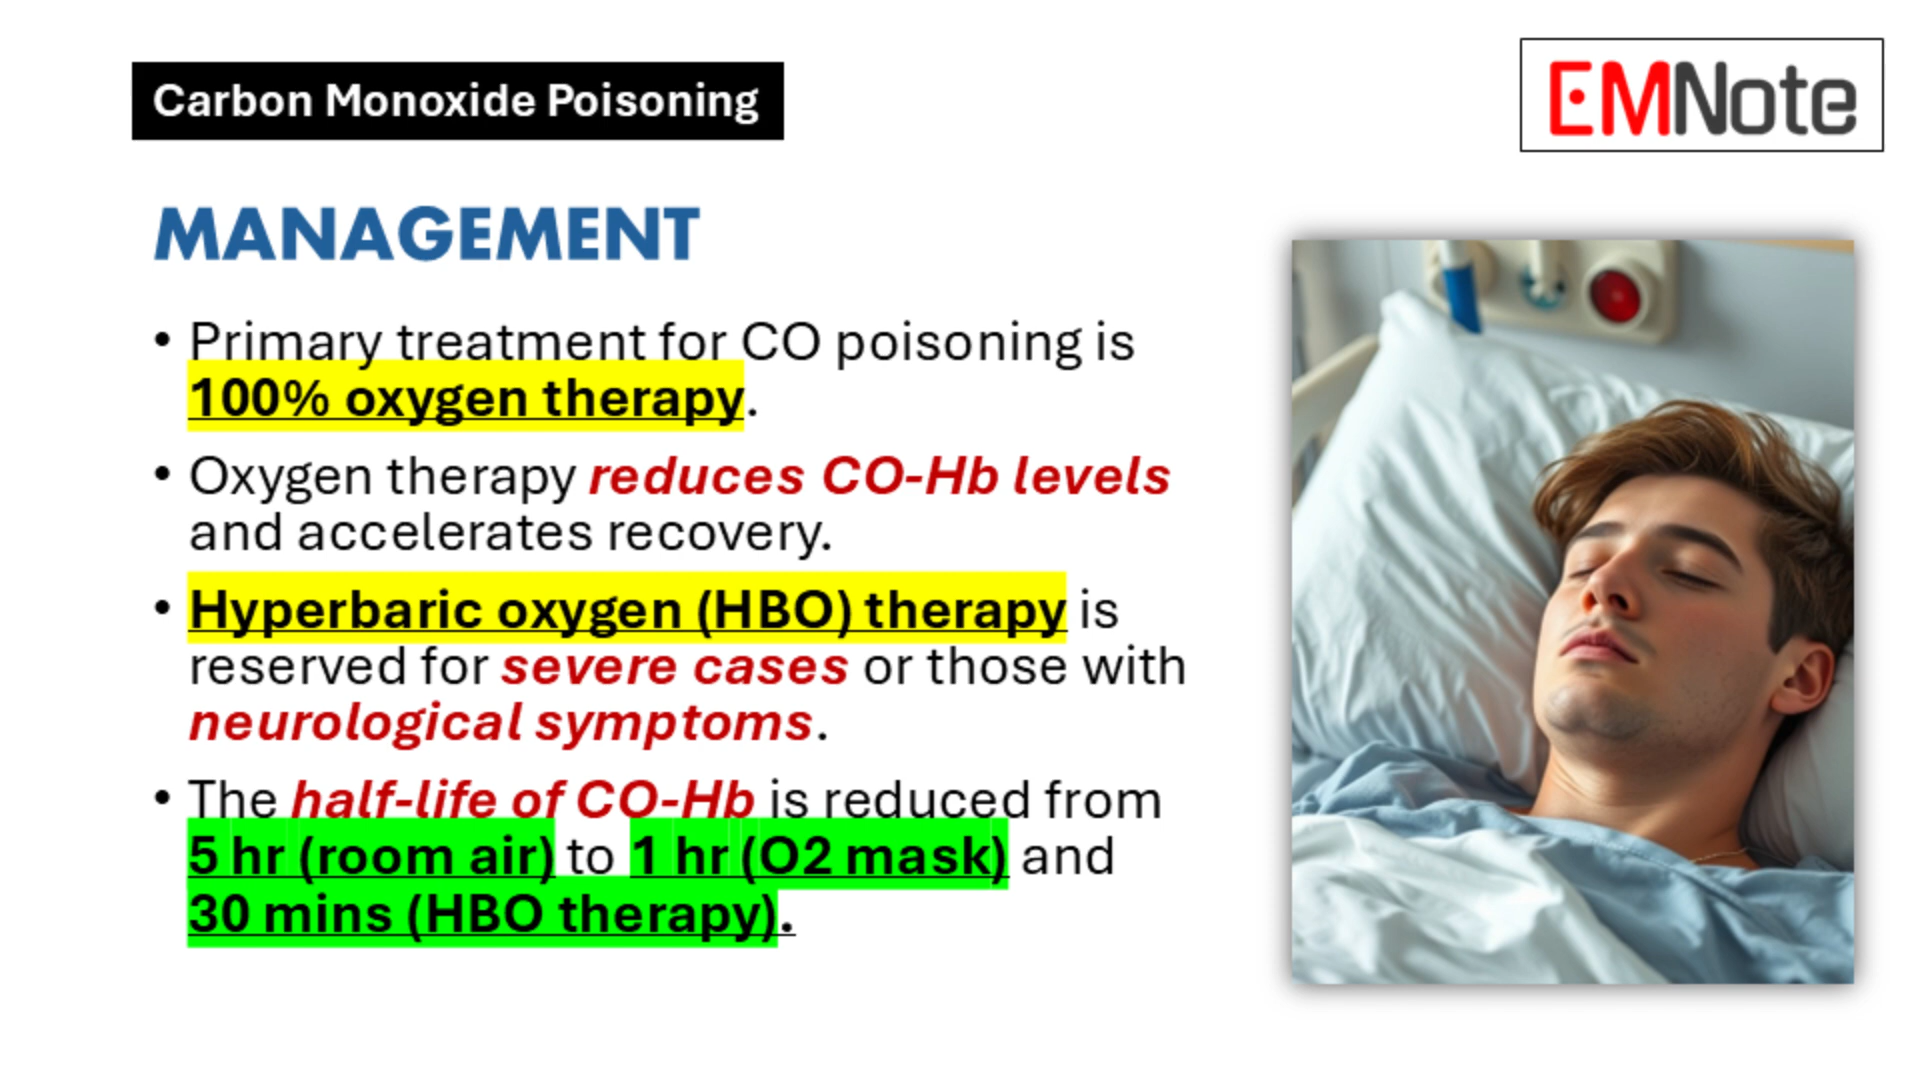 Carbon Monoxide Poisoning
EMNote
MANAGEMENT
• Primary treatment for CO poisoning is
100% oxygen therapy.
• Oxygen therapy reduces CO-Hb levels
and accelerates recovery.
• Hyperbaric oxygen (HBO) therapy is
reserved for severe cases or those with
neurological symptoms.
• The half-life of CO-Hb is reduced from
5 hr (room air) to 1 hr (O2 mask) and
30 mins (HBO therapy).